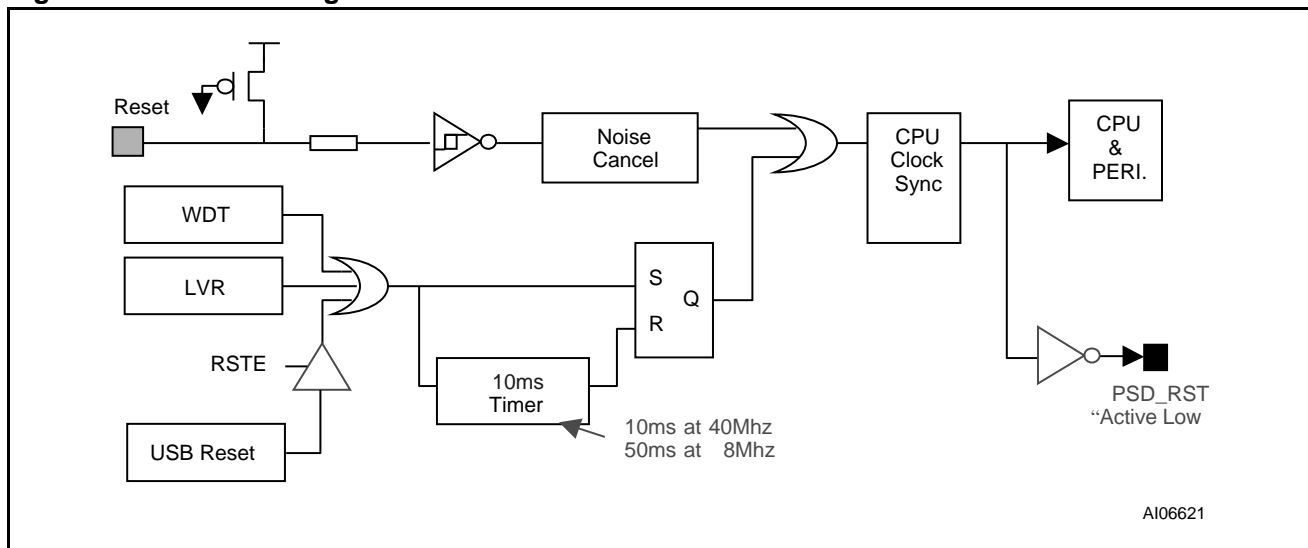 Reset
Noise
Cancel
CPU
Clock
Sync
CPU
&
PERI.
WDT
LVR
S
Q
R
RSTE
10ms
Timer
10ms at 40Mhz
50ms at 8Mhz
USB Reset
PSD_RST
“Active Low
AI06621